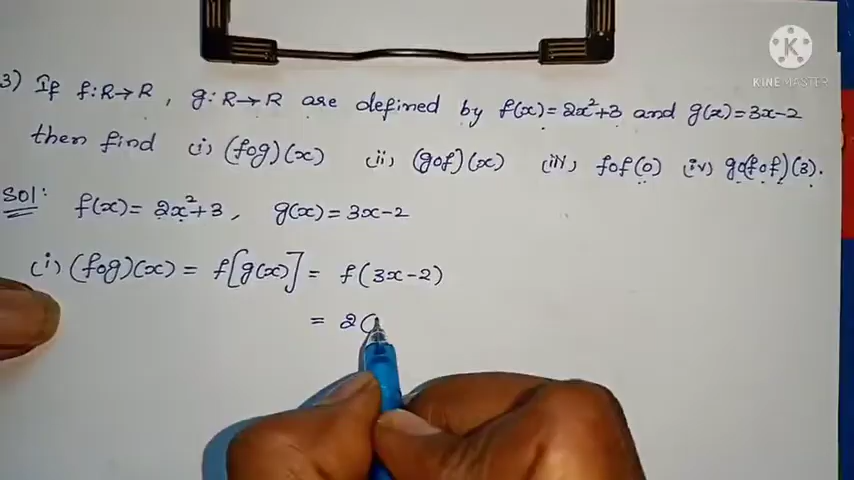 KINEMASTER
3) If f:R→R , g:R→R are defined by f(x)=2x²+3 and g(x)=3x-2
then find (i) (fog)(x) (ii) (gof)(x) (iii) fof(0) (iv) go(fof)(3).
Sol: f(x)= 2x²+3, g(x)=3x-2
(i) (fog)(x) = f[g(x)] = f(3x-2)
= 2(